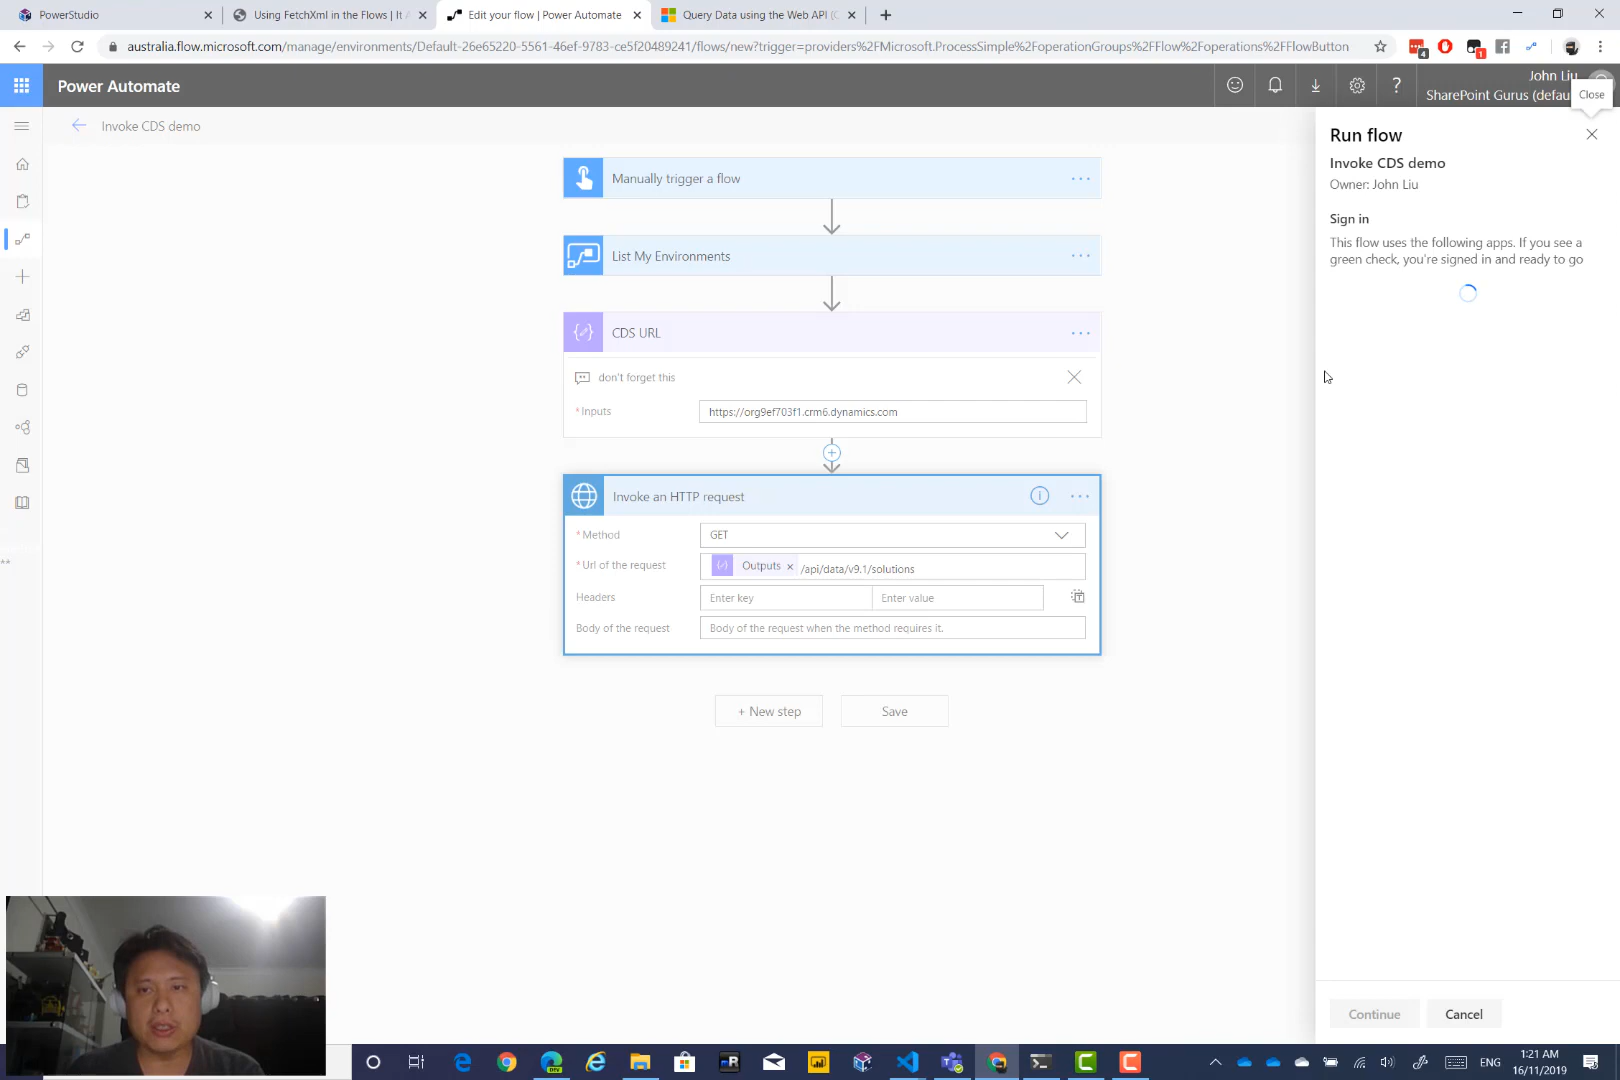 PowerStudio
Using FetchXml in the Flows | It A
Edit your flow | Power Automate
Query Data using the Web API (C
australia.flow.microsoft.com/manage/environments/Default-26e65220-5561-46ef-9783-ce5f20489241/flows/new?trigger=providers%2FMicrosoft.ProcessSimple%2FoperationGroups%2FFlow%2Foperations%2FFlowButton
4
1
Power Automate
?
John Liu
SharePoint Gurus (defau
Close
Invoke CDS demo
Run flow
Invoke CDS demo
Owner: John Liu
Sign in
This flow uses the following apps. If you see a
green check, you're signed in and ready to go
Manually trigger a flow
List My Environments
CDS URL
don't forget this
* Inputs
https://org9ef703f1.crm6.dynamics.com
Invoke an HTTP request
* Method
GET
* Url of the request
Outputs
/api/data/v9.1/solutions
Headers
Enter key
Enter value
Body of the request
Body of the request when the method requires it.
+ New step
Save
Continue
Cancel
DEV
ENG
1:21 AM
16/11/2019